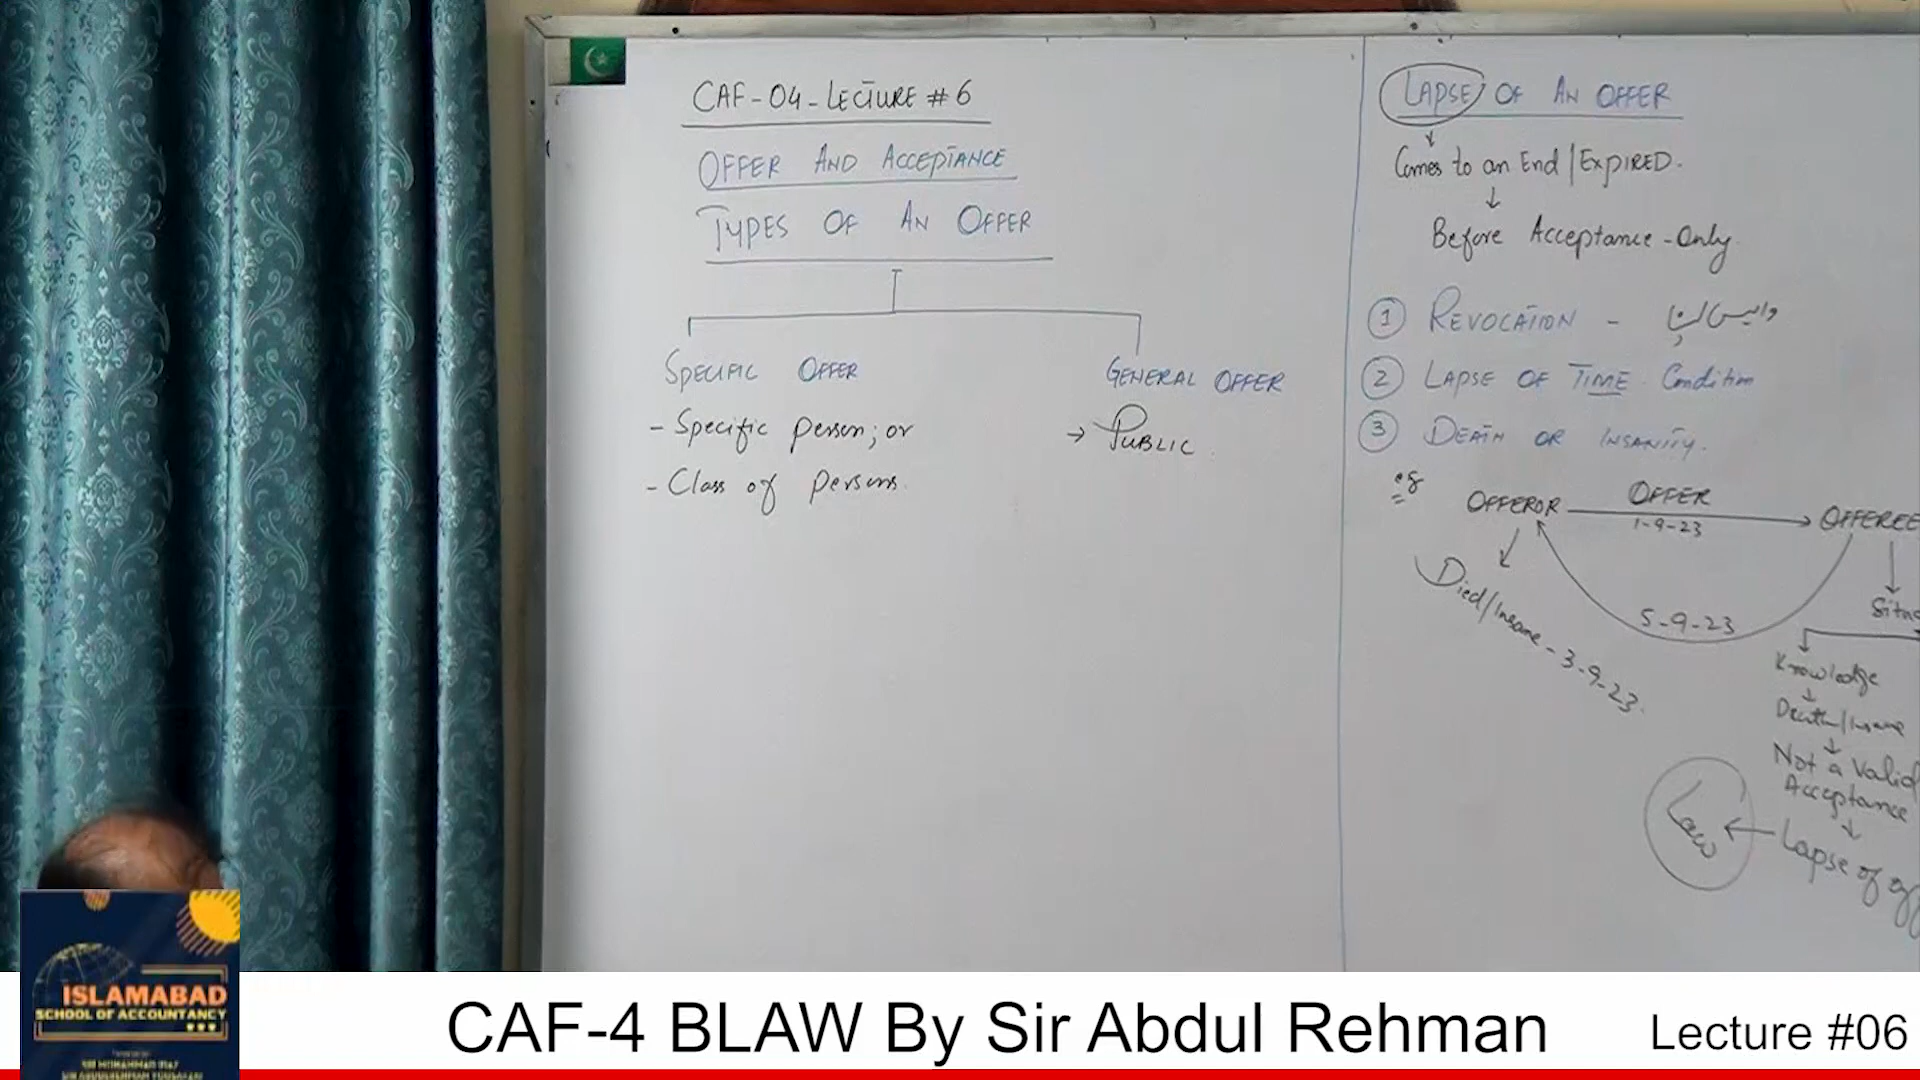 CAF-04-LECTURE # 6
OFFER AND ACCEPTANCE
TYPES OF AN OFFER
SPECIFIC OFFER
- Specific person; or
- Class of persons.
GENERAL OFFER
→ PUBLIC.
LAPSE OF AN OFFER
Comes to an End/EXPIRED.
Before Acceptance - Only.
1 REVOCATION - واپس لینا
2 LAPSE OF TIME Condition
3 DEATH OR INSANITY.
eg
OFFEROR OFFER OFFEREE
1-9-23
Died/Insane - 3-9-23.
5-9-23
Knowledge
Death/Insane
Not a Valid
Acceptance
Lapse of
Law
ISLAMABAD
SCHOOL OF ACCOUNTANCY
CAF-4 BLAW By Sir Abdul Rehman
Lecture #06